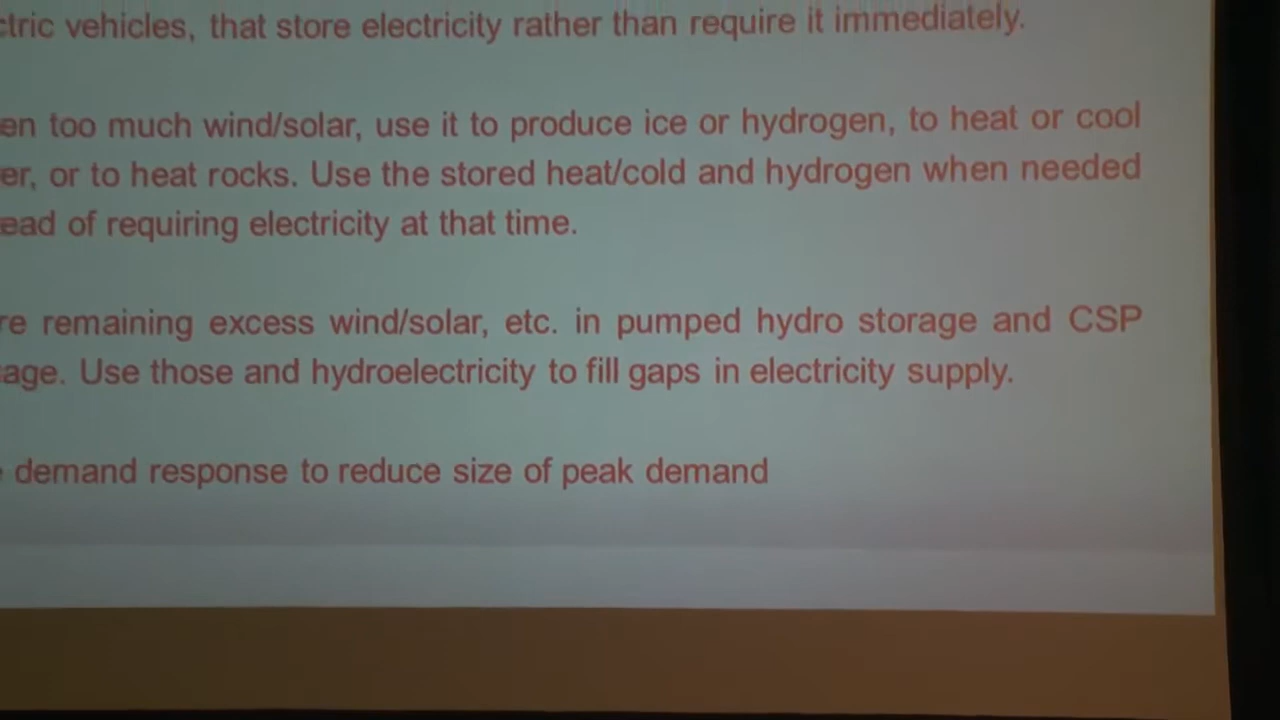 ctric vehicles, that store electricity rather than require it immediately.
en too much wind/solar, use it to produce ice or hydrogen, to heat or cool
er, or to heat rocks. Use the stored heat/cold and hydrogen when needed
ead of requiring electricity at that time.
re remaining excess wind/solar, etc. in pumped hydro storage and CSP
age. Use those and hydroelectricity to fill gaps in electricity supply.
demand response to reduce size of peak demand